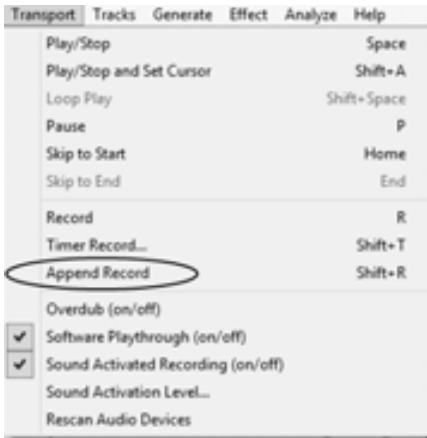 Transport Tracks Generate Effect Analyze Help
Play/Stop Space
Play/Stop and Set Cursor Shift+A
Loop Play Shift+Space
Pause P
Skip to Start Home
Skip to End End
Record R
Timer Record... Shift+T
Append Record Shift+R
Overdub (on/off)
Software Playthrough (on/off)
Sound Activated Recording (on/off)
Sound Activation Level...
Rescan Audio Devices